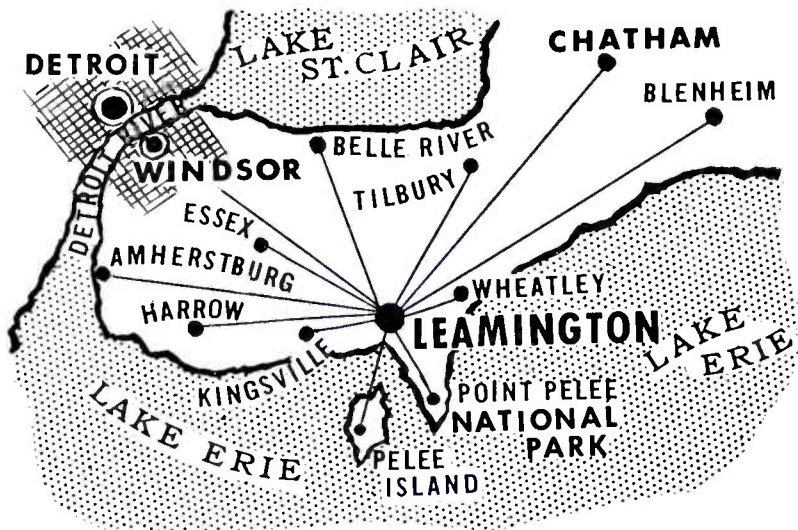 LAKE
ST. CLAIR
CHATHAM
DETROIT
BLENHEIM
DETROIT RIVER
BELLE RIVER
WINDSOR
TILBURY
ESSEX
AMHERSTBURG
WHEATLEY
HARROW
LEAMINGTON
LAKE
ERIE
KINGSVILLE
POINT PELEE
NATIONAL
PARK
LAKE ERIE
PELEE
ISLAND